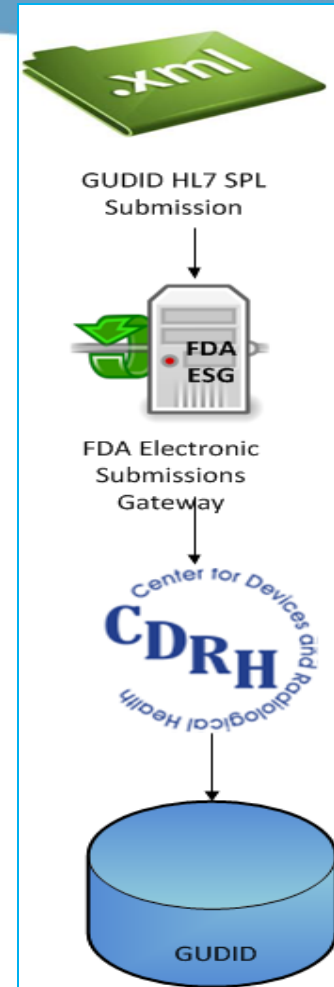 .xml
GUDID HL7 SPL
Submission
FDA
ESG
FDA Electronic
Submissions
Gateway
Center for Devices and Radiological Health
CDRH
GUDID